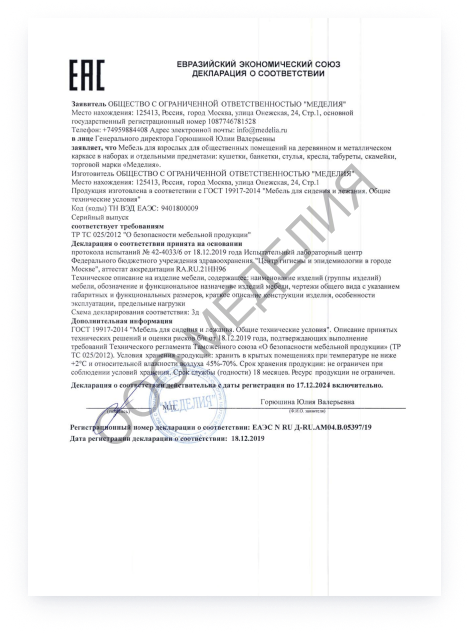 EAC
ЕВРАЗИЙСКИЙ ЭКОНОМИЧЕСКИЙ СОЮЗ
ДЕКЛАРАЦИЯ О СООТВЕТСТВИИ
Заявитель ОБЩЕСТВО С ОГРАНИЧЕННОЙ ОТВЕТСТВЕННОСТЬЮ "МЕДЕЛИЯ"
Место нахождения: 125413, Россия, город Москва, улица Онежская, 24, Стр.1, основной
государственный регистрационный номер 1087746781528
Телефон: +74959884408 Адрес электронной почты: info@medelia.ru
в лице Генерального директора Горюшиной Юлии Валерьевны
заявляет, что Мебель для взрослых для общественных помещений на деревянном и металлическом
каркасе в наборах и отдельными предметами: кушетки, банкетки, стулья, кресла, табуреты, скамейки,
торговой марки «Меделия».
Изготовитель ОБЩЕСТВО С ОГРАНИЧЕННОЙ ОТВЕТСТВЕННОСТЬЮ "МЕДЕЛИЯ"
Место нахождения: 125413, Россия, город Москва, улица Онежская, 24, Стр.1
Продукция изготовлена в соответствии с ГОСТ 19917-2014 "Мебель для сидения и лежания. Общие
технические условия"
Код (коды) ТН ВЭД ЕАЭС: 9401800009
Серийный выпуск
соответствует требованиям
ТР ТС 025/2012 "О безопасности мебельной продукции"
Декларация о соответствии принята на основании
протокола испытаний № 42-4033/6 от 18.12.2019 года Испытательный лабораторный центр
Федерального бюджетного учреждения здравоохранения "Центр гигиены и эпидемиологии в городе
Москве", аттестат аккредитации RA.RU.21НН96
Техническое описание на изделие мебели, содержащее: наименование изделий (группы изделий)
мебели, обозначение и функциональное назначение изделий мебели, чертежи общего вида с указанием
габаритных и функциональных размеров, краткое описание конструкции изделия, особенности
эксплуатации, предельные нагрузки
Схема декларирования соответствия: 3д
Дополнительная информация
ГОСТ 19917-2014 "Мебель для сидения и лежания. Общие технические условия". Описание принятых
технических решений и оценки рисков б/н от 18.12.2019 года, подтверждающих выполнение
требований Технического регламента Таможенного союза «О безопасности мебельной продукции» (ТР
ТС 025/2012). Условия хранения продукции: хранить в крытых помещениях при температуре не ниже
+2°С и относительной влажности воздуха 45%-70%. Срок хранения продукции: не ограничен при
соблюдении условий хранения. Срок службы (годности) 18 месяцев. Ресурс продукции не ограничен.
Декларация о соответствии действительна с даты регистрации по 17.12.2024 включительно.
Горюшина Юлия Валерьевна
(подпись) М.П. (Ф.И.О. заявителя)
"МЕДЕЛИЯ"
Регистрационный номер декларации о соответствии: ЕАЭС N RU Д-RU.АМ04.В.05397/19
Дата регистрации декларации о соответствии: 18.12.2019
ООО МЕДЕЛИЯ